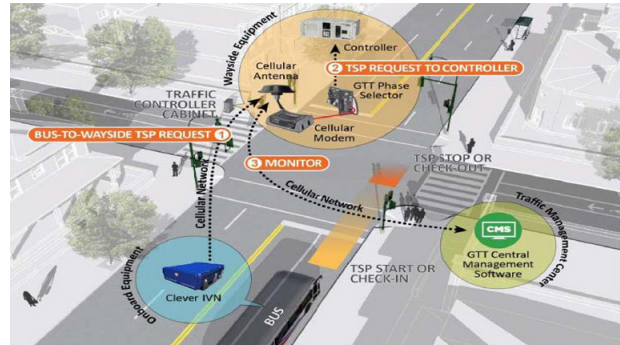 Wayside Equipment
Controller
Cellular
Antenna
2 TSP REQUEST TO CONTROLLER
GTT Phase
Selector
Cellular
Modem
TRAFFIC
CONTROLLER
CABINET
BUS-TO-WAYSIDE TSP REQUEST 1
3 MONITOR
Cellular Network
Cellular Network
TSP STOP OR
CHECK-OUT
Traffic Management Center
CMS
GTT Central
Management
Software
TSP START OR
CHECK-IN
Onboard Equipment
Clever IVN
BUS